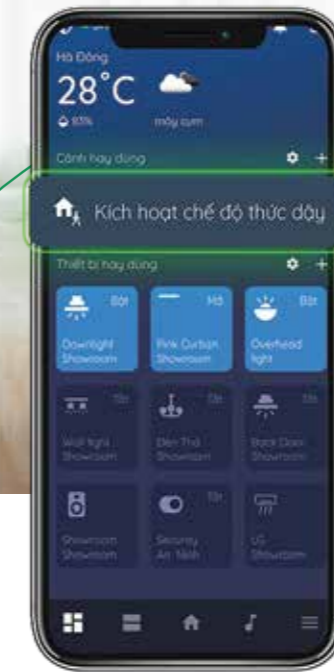 Hà Đông
28°C
83%
mây cụm
Cảnh hay dùng
Kích hoạt chế độ thức dậy
Thiết bị hay dùng
Bật
Mở
Bật
Downlight
Showroom
Pink Curtain
Showroom
Overhead
light
Tắt
Tắt
Tắt
Wall light
Showroom
Đèn Thả
Showroom
Back Door
Showroom
Tắt
Showroom
Showroom
Security
An Ninh
LG
Showroom